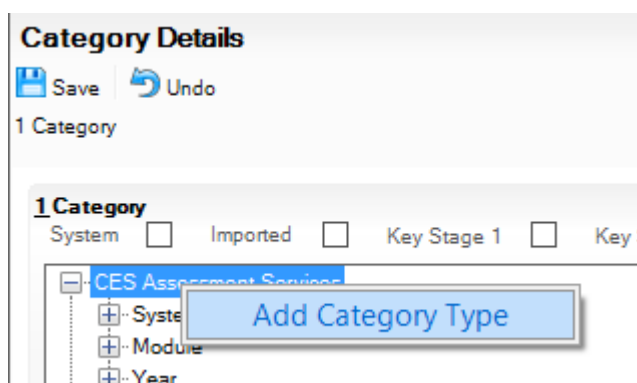 Category Details
Save Undo
1 Category
1 Category
System Imported Key Stage 1 Key
CES Assessment Services
Add Category Type
Module
Year